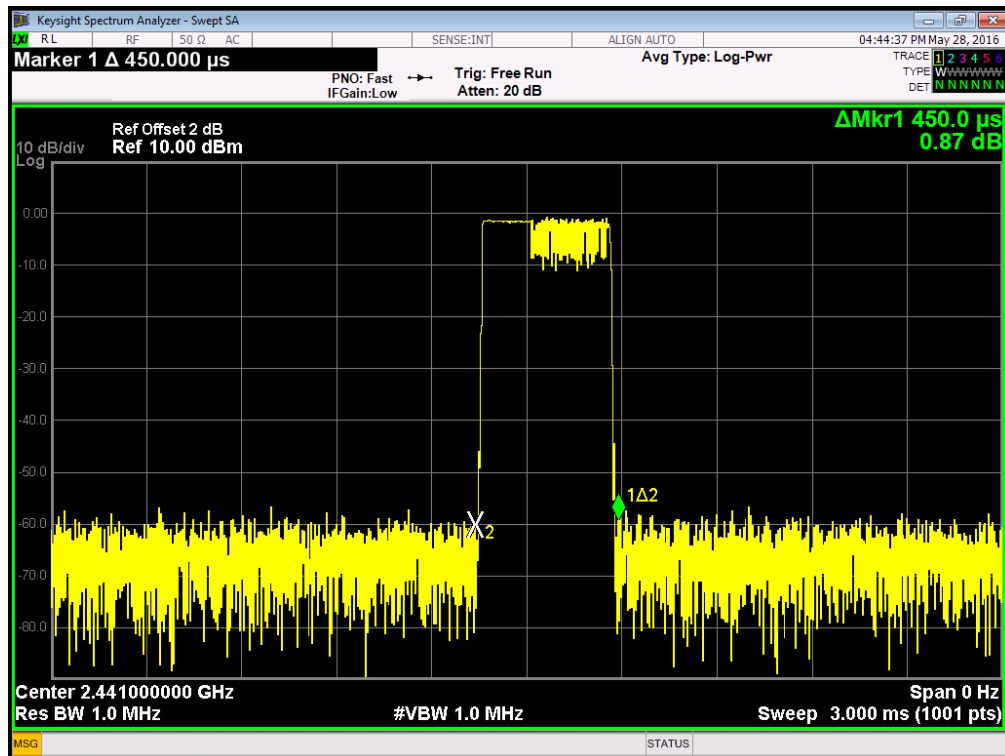 Keysight Spectrum Analyzer - Swept SA
LXI RL RF 50 Ω AC SENSE:INT ALIGN AUTO 04:44:37 PM May 28, 2016
Marker 1 Δ 450.000 µs
PNO: Fast
IFGain:Low
Trig: Free Run
Atten: 20 dB
Avg Type: Log-Pwr
TRACE 1 2 3 4 5 6
TYPE WWWWWW
DET N N N N N N
ΔMkr1 450.0 µs
0.87 dB
Ref Offset 2 dB
10 dB/div Ref 10.00 dBm
Log
0.00
-10.0
-20.0
-30.0
-40.0
-50.0
1Δ2
-60.0
2
-70.0
-80.0
Center 2.441000000 GHz Span 0 Hz
Res BW 1.0 MHz #VBW 1.0 MHz Sweep 3.000 ms (1001 pts)
MSG STATUS